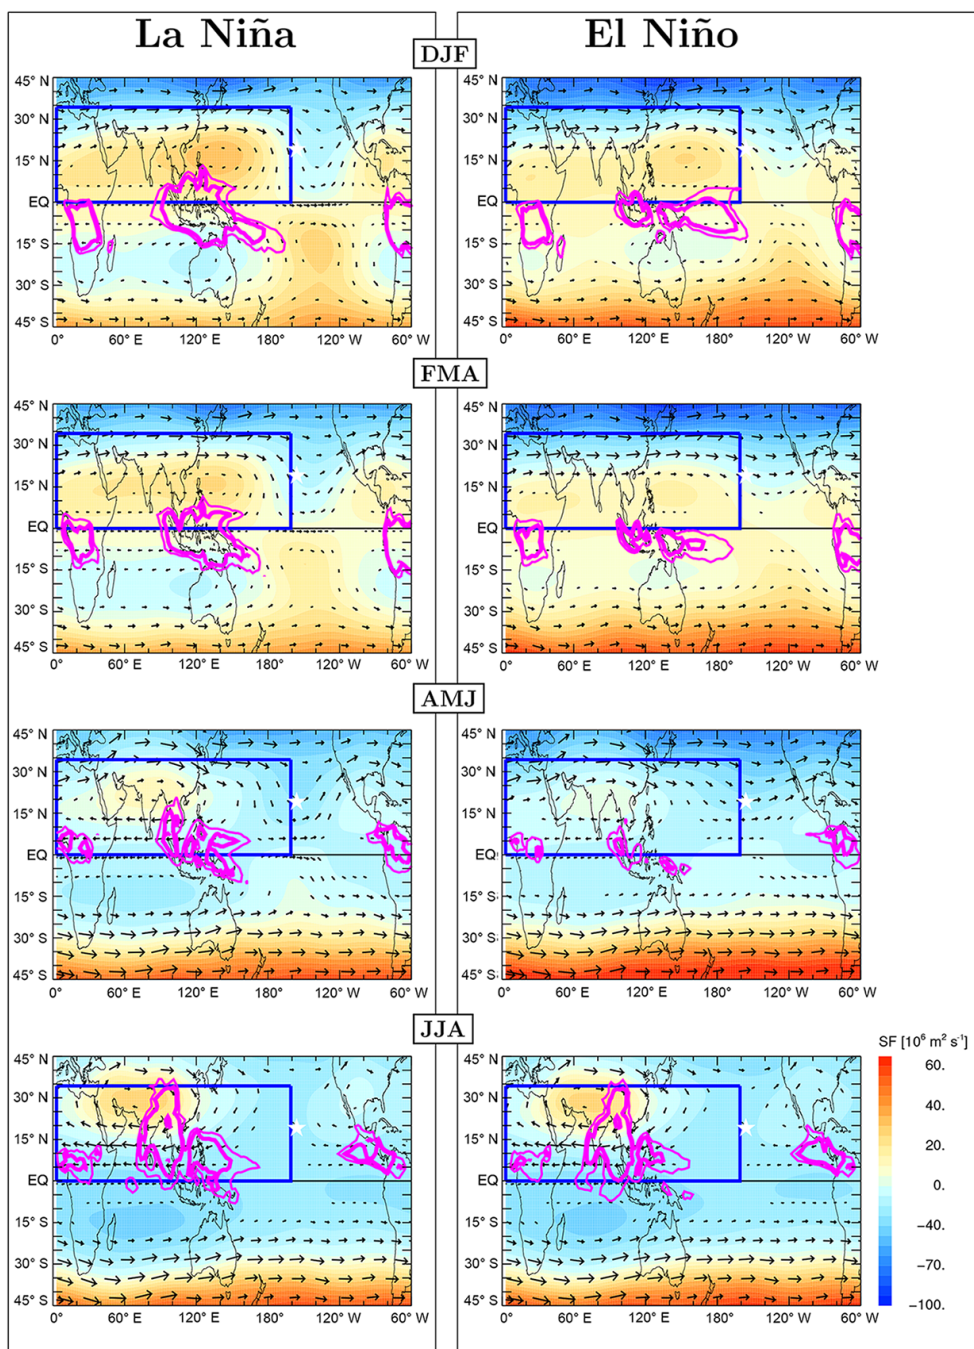 La Niña El Niño
DJF
45° N 45° N
30° N 30° N
15° N 15° N
EQ EQ
15° S 15° S
30° S 30° S
45° S 45° S
0° 60° E 120° E 180° 120° W 60° W 0° 60° E 120° E 180° 120° W 60° W
FMA
45° N 45° N
30° N 30° N
15° N 15° N
EQ EQ
15° S 15° S
30° S 30° S
45° S 45° S
0° 60° E 120° E 180° 120° W 60° W 0° 60° E 120° E 180° 120° W 60° W
AMJ
45° N 45° N
30° N 30° N
15° N 15° N
EQ EQ
15° S 15° S
30° S 30° S
45° S 45° S
0° 60° E 120° E 180° 120° W 60° W 0° 60° E 120° E 180° 120° W 60° W
JJA
45° N 45° N
30° N 30° N
15° N 15° N
EQ EQ
15° S 15° S
30° S 30° S
45° S 45° S
0° 60° E 120° E 180° 120° W 60° W 0° 60° E 120° E 180° 120° W 60° W
SF [10⁶ m² s⁻¹]
60.
40.
20.
0.
−40.
−70.
−100.